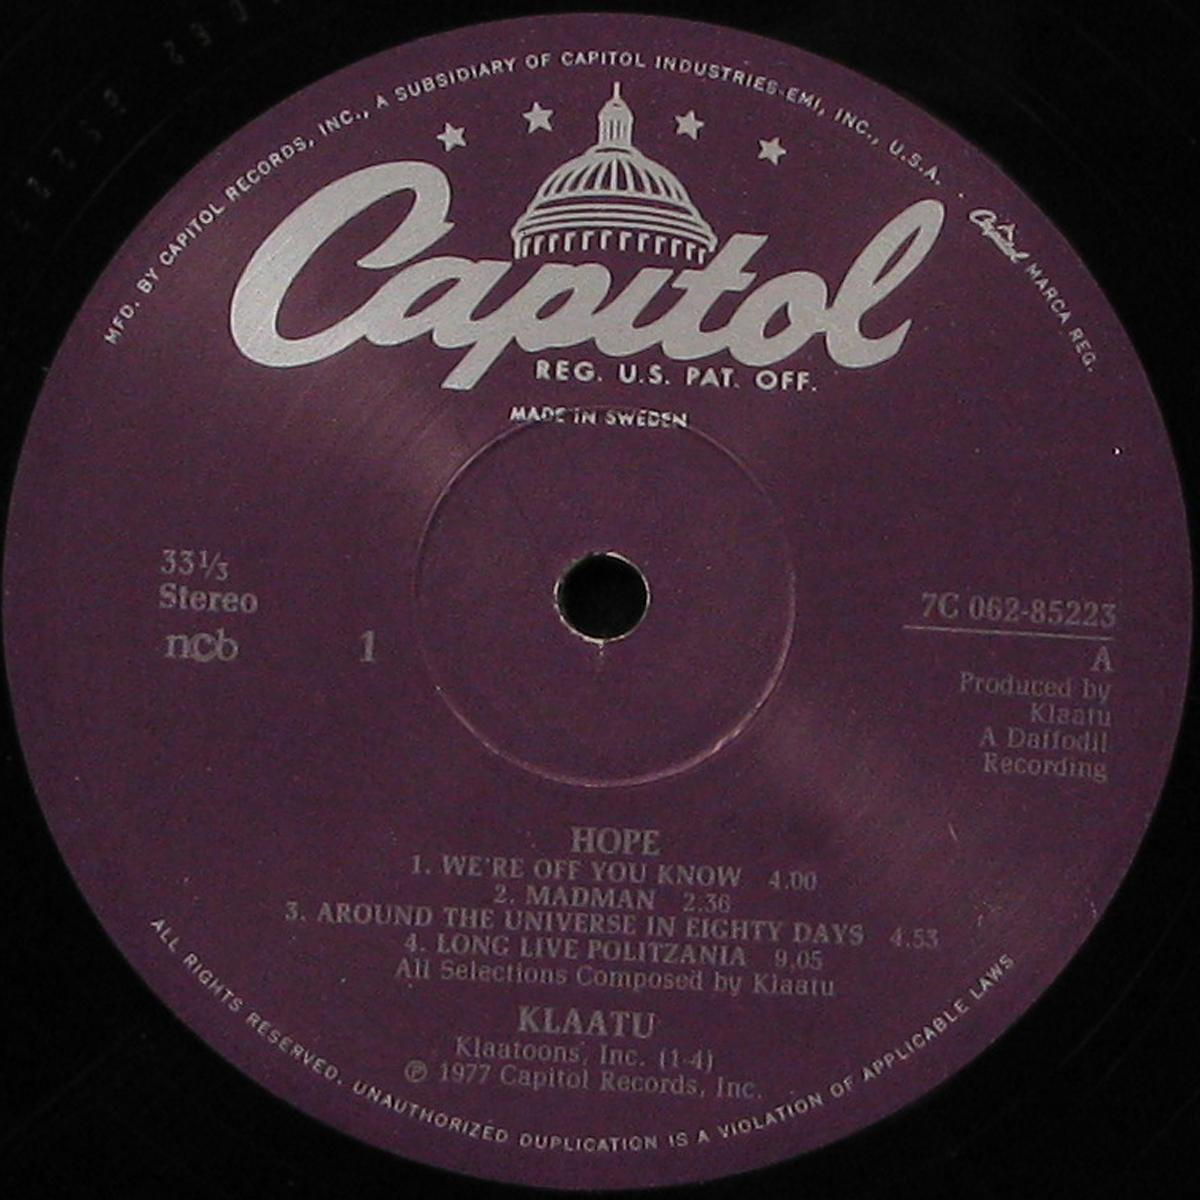 MFD. BY CAPITOL RECORDS, INC., A SUBSIDIARY OF CAPITOL INDUSTRIES-EMI, INC., U.S.A. · Capitol MARCA REG.
Capitol
REG. U.S. PAT. OFF.
MADE IN SWEDEN
33⅓
Stereo
ncb
1
7C 062-85223
A
Produced by
Klaatu
A Daffodil
Recording
HOPE
1. WE'RE OFF YOU KNOW 4.00
2. MADMAN 2.36
3. AROUND THE UNIVERSE IN EIGHTY DAYS 4.53
4. LONG LIVE POLITZANIA 9.05
All Selections Composed by Klaatu
KLAATU
Klaatoons, Inc. (1-4)
℗ 1977 Capitol Records, Inc.
ALL RIGHTS RESERVED. UNAUTHORIZED DUPLICATION IS A VIOLATION OF APPLICABLE LAWS